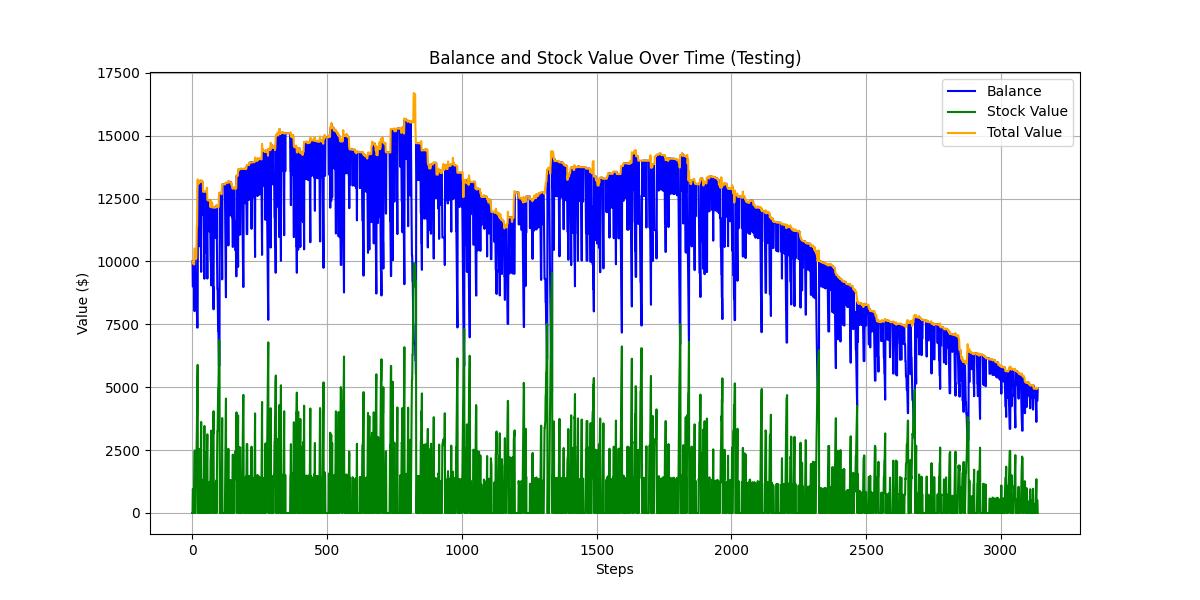 Balance and Stock Value Over Time (Testing)
17500
15000
12500
10000
7500
5000
2500
0
Value ($)
Balance
Stock Value
Total Value
0 500 1000 1500 2000 2500 3000
Steps